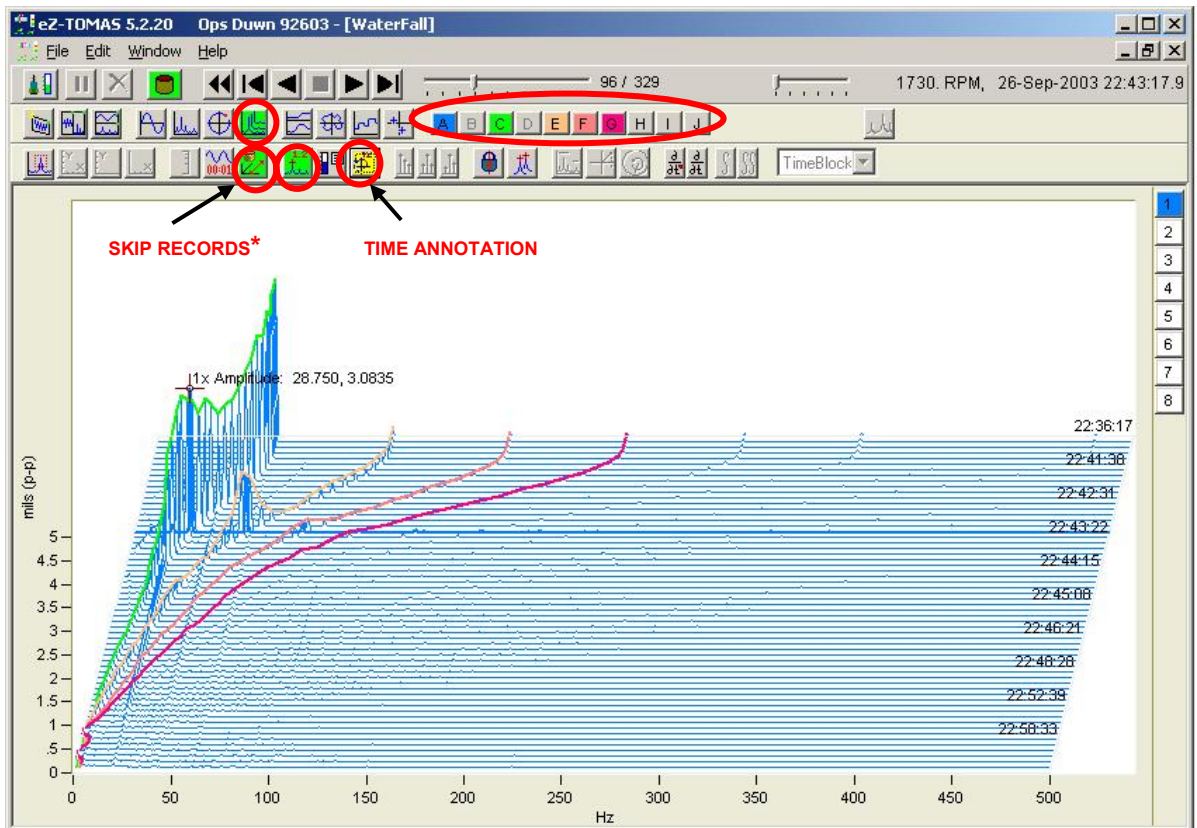 eZ-TOMAS 5.2.20 Ops Duwn 92603 - [WaterFall]
File Edit Window Help
96 / 329
1730. RPM, 26-Sep-2003 22:43:17.9
A B C D E F G H I J
00:01
TimeBlock
SKIP RECORDS*
TIME ANNOTATION
1
2
3
4
5
6
7
8
1x Amplitude: 28.750, 3.0835
22:36:17
22:41:38
22:42:31
22:43:22
22:44:15
22:45:08
22:46:21
22:48:28
22:52:39
22:58:33
mils (p-p)
5
4.5
4
3.5
3
2.5
2
1.5
1
.5
0
0 50 100 150 200 250 300 350 400 450 500
Hz